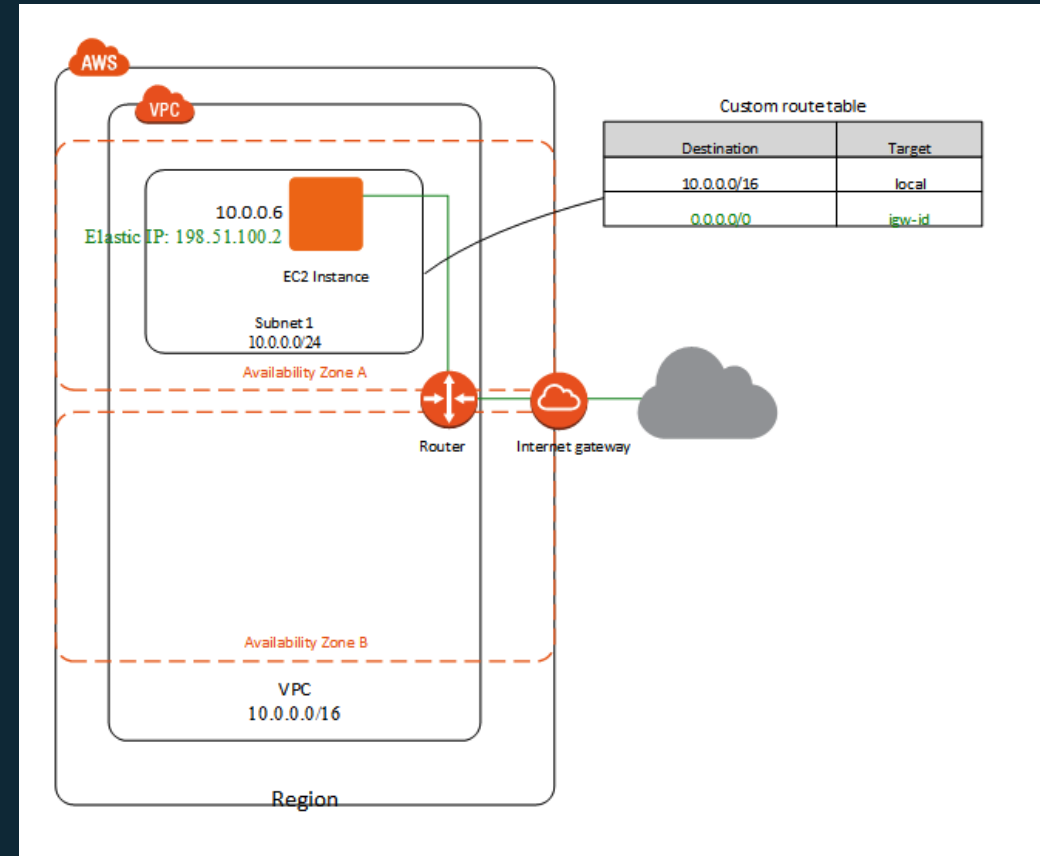 AWS
VPC
Custom route table
Destination Target
10.0.0.0/16 local
0.0.0.0/0 igw-id
10.0.0.6
Elastic IP: 198.51.100.2
EC2 Instance
Subnet 1
10.0.0.0/24
Availability Zone A
Router
Internet gateway
Availability Zone B
VPC
10.0.0.0/16
Region